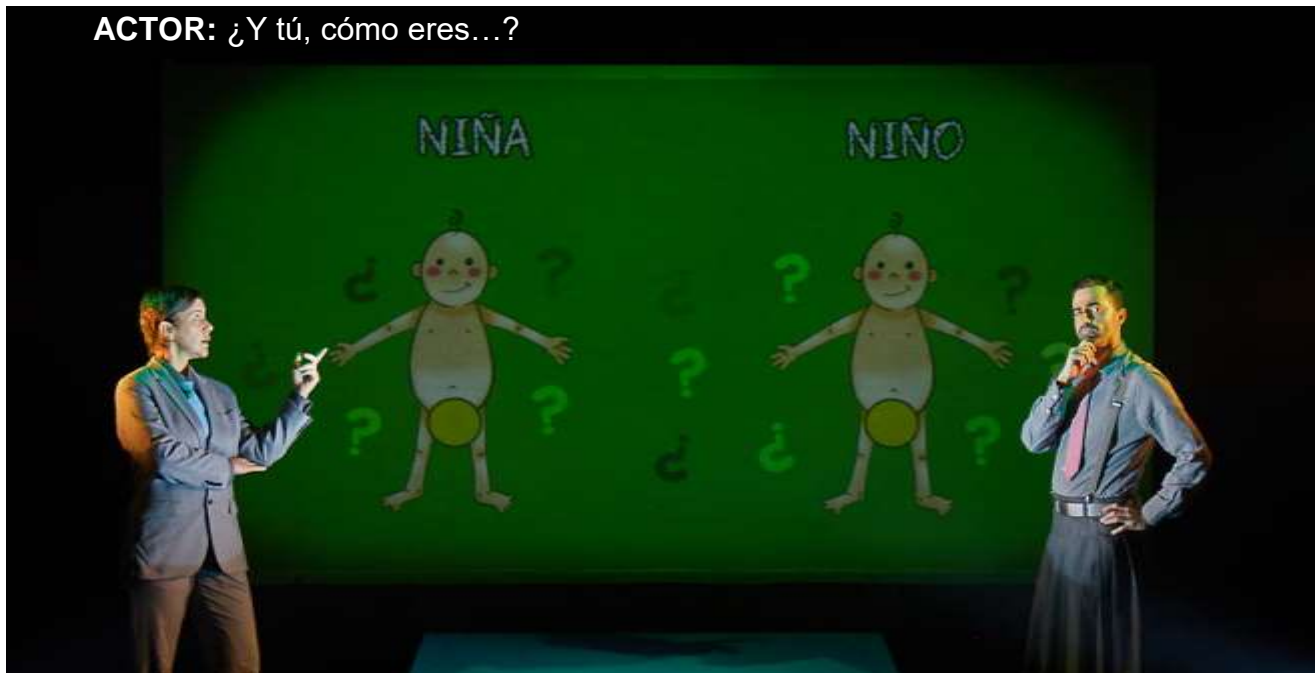 ACTOR: ¿Y tú, cómo eres…?
NIÑA
NIÑO
¿ ? ¿ ? ?
¿ ? ¿
? ? ¿ ¿ ?